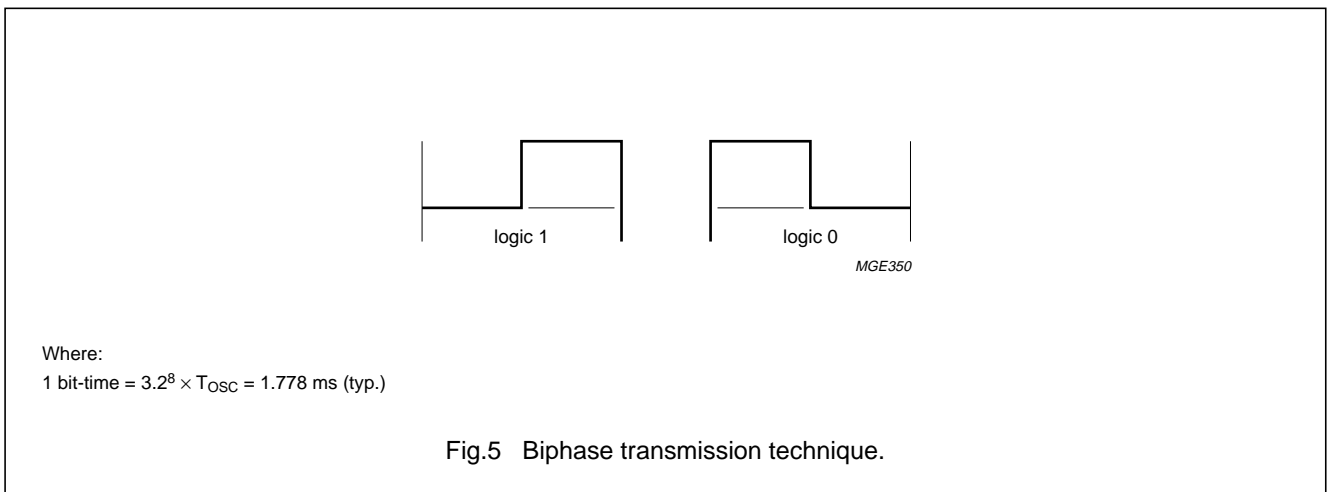 logic 1
logic 0
MGE350
Where:
1 bit-time = 3.2⁸ × T_OSC = 1.778 ms (typ.)
Fig.5 Biphase transmission technique.